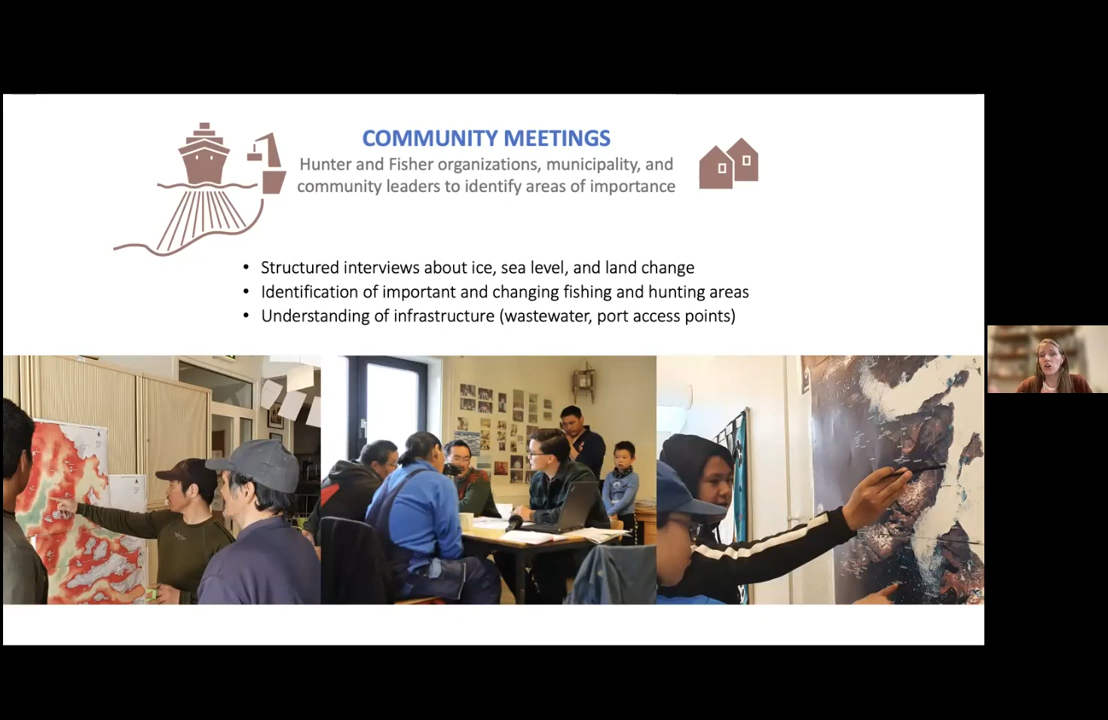 COMMUNITY MEETINGS
Hunter and Fisher organizations, municipality, and
community leaders to identify areas of importance
• Structured interviews about ice, sea level, and land change
• Identification of important and changing fishing and hunting areas
• Understanding of infrastructure (wastewater, port access points)